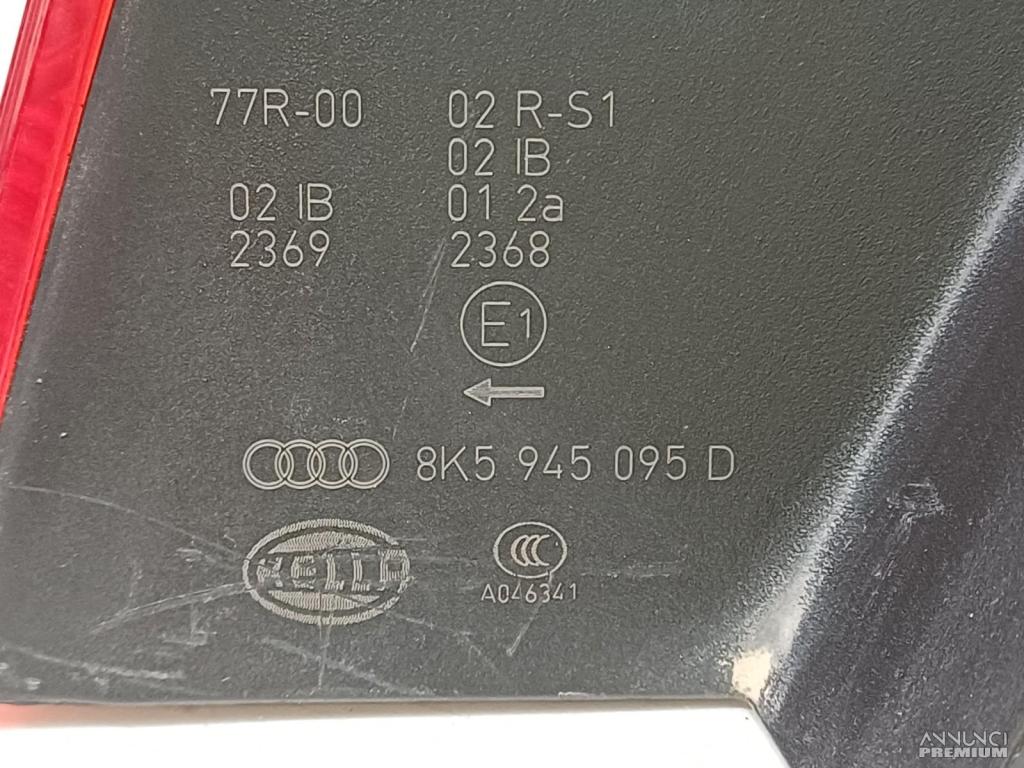 77R-00 02 R-S1
02 IB
02 IB 01 2a
2369 2368
E1
8K5 945 095 D
HELLA
CCC
A046341
ANNUNCI
PREMIUM